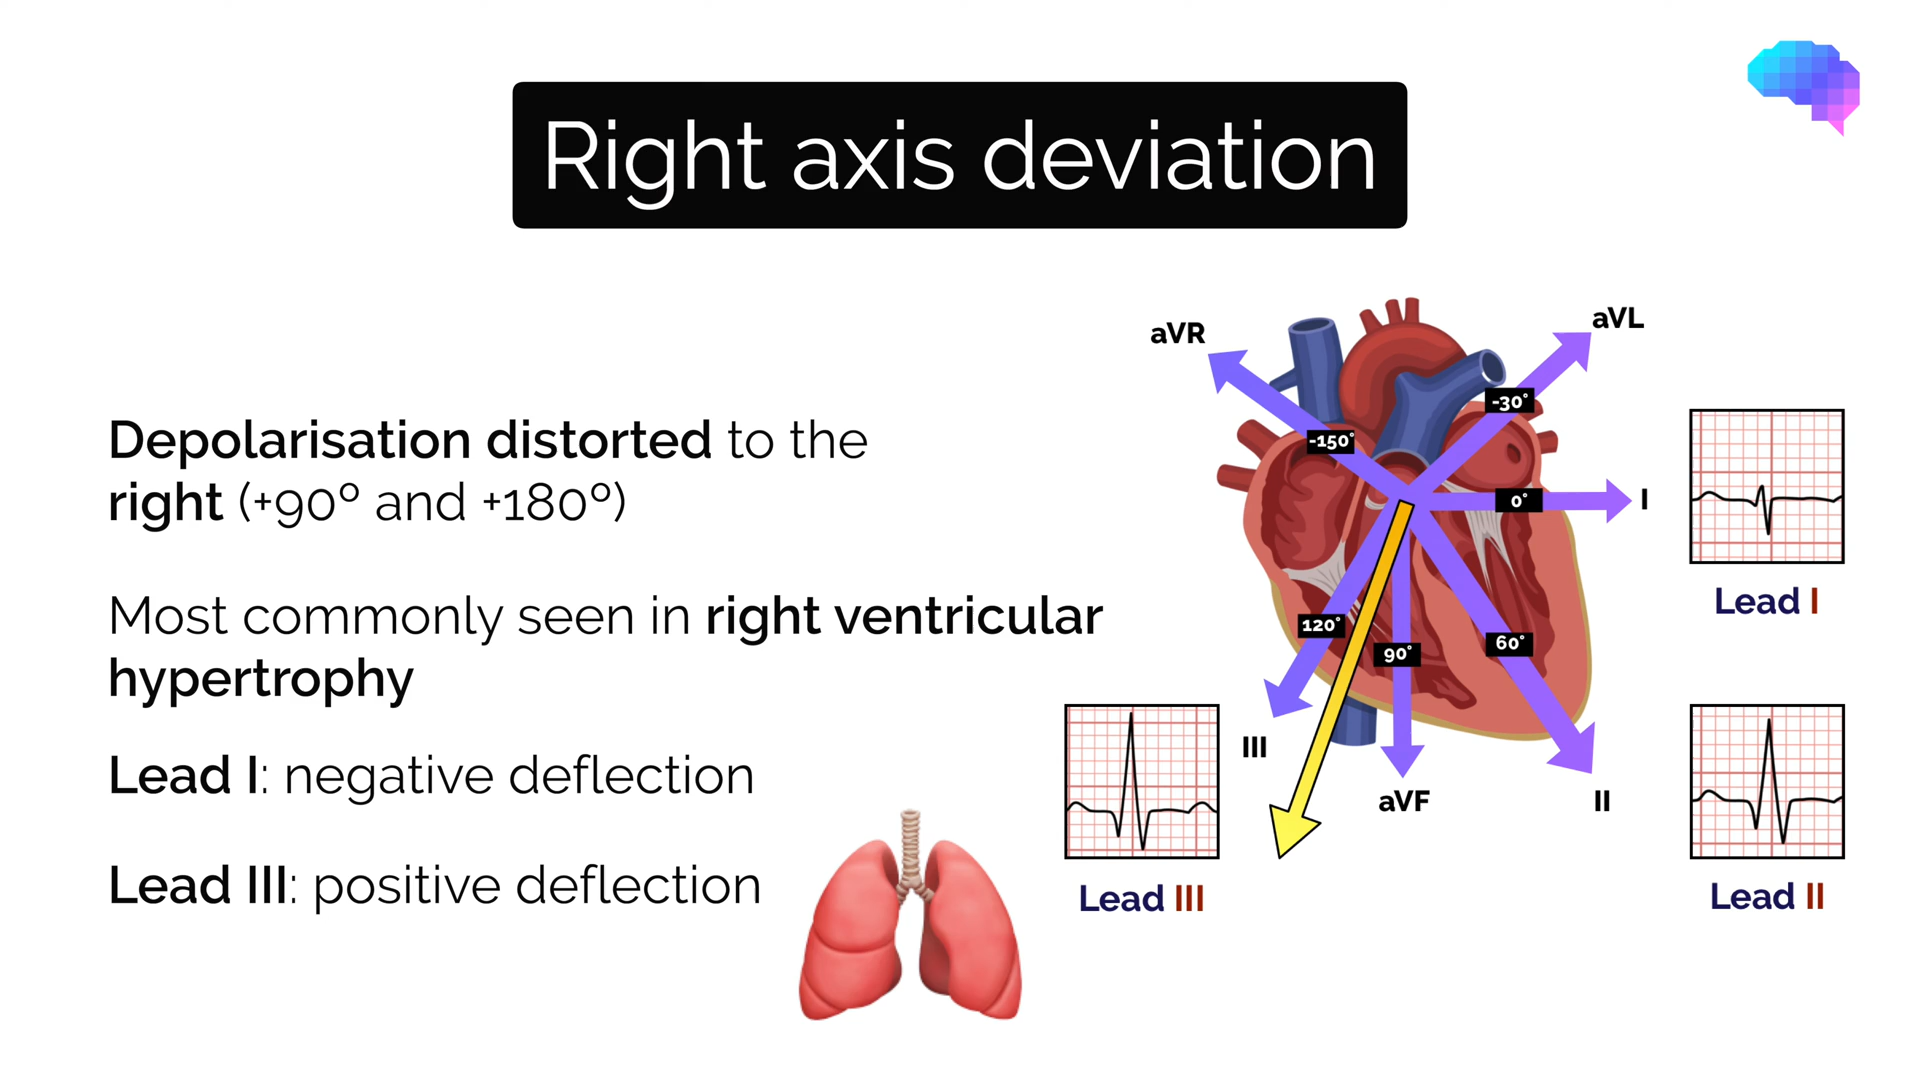 Right axis deviation
Depolarisation distorted to the
right (+90º and +180º)
Most commonly seen in right ventricular
hypertrophy
Lead I: negative deflection
Lead III: positive deflection
aVR
aVL
-30°
-150°
0°
I
120°
90°
60°
III
aVF
II
Lead I
Lead III
Lead II